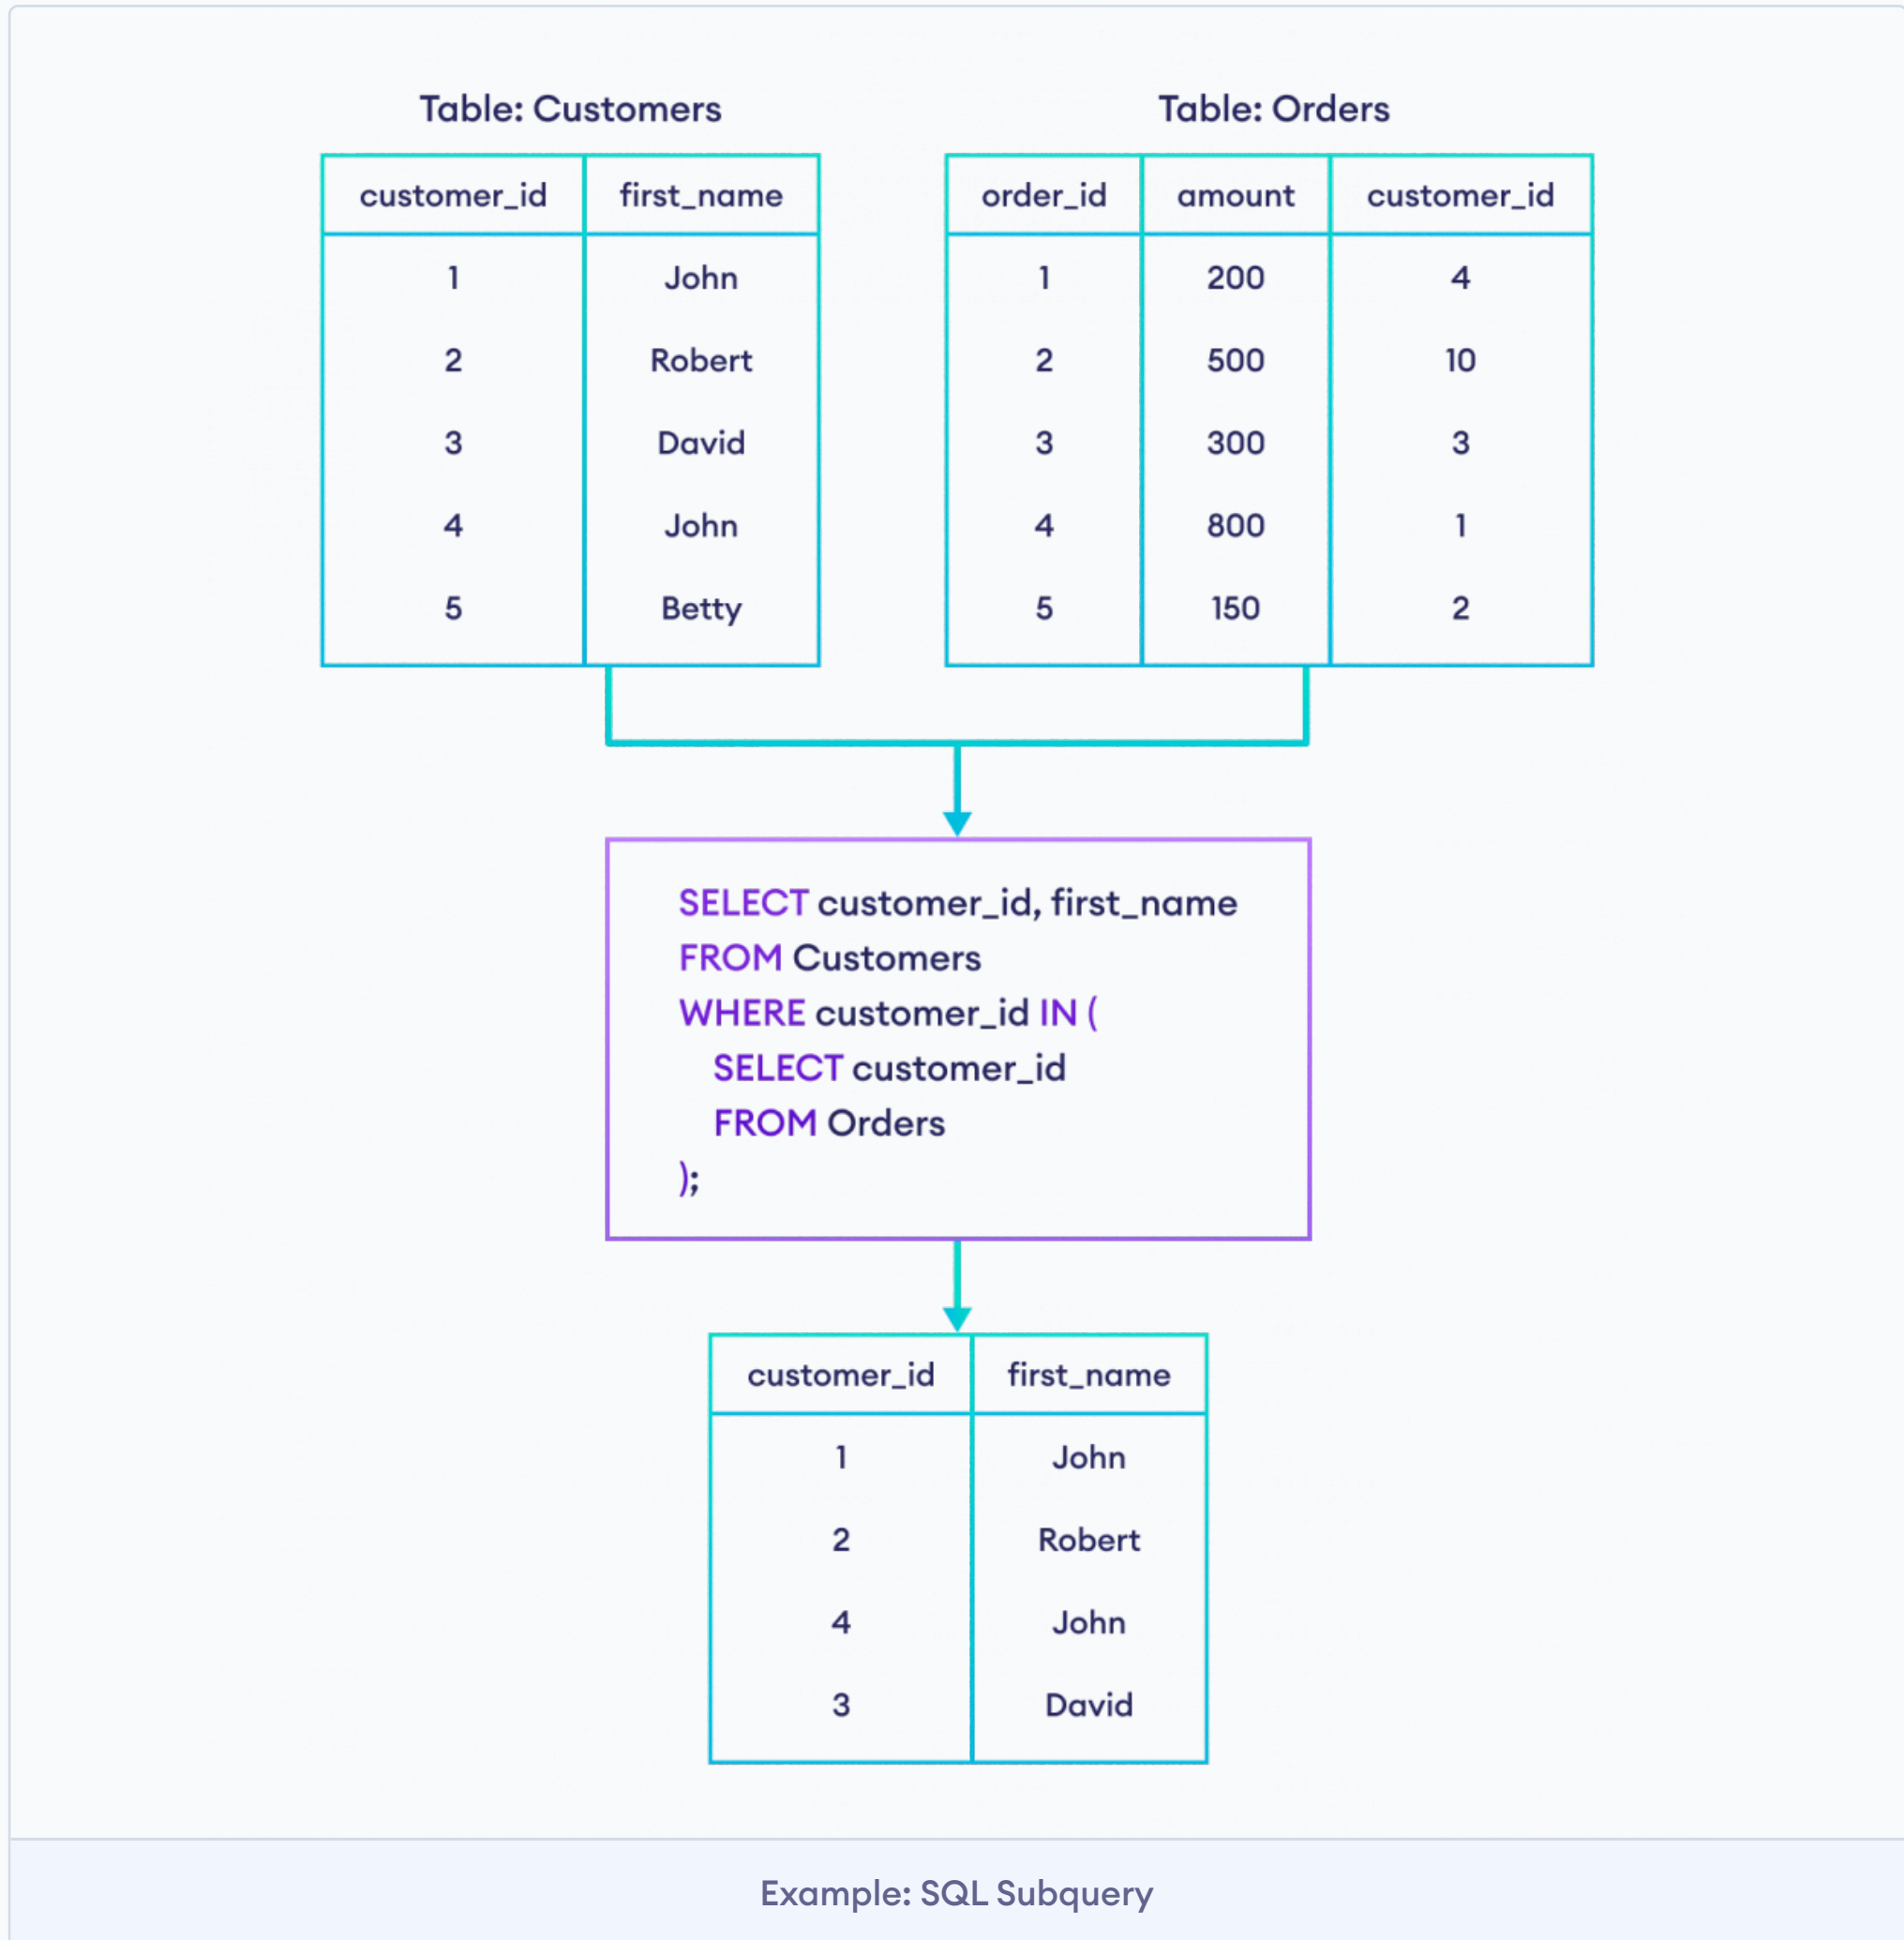 Table: Customers
customer_id first_name
1 John
2 Robert
3 David
4 John
5 Betty
Table: Orders
order_id amount customer_id
1 200 4
2 500 10
3 300 3
4 800 1
5 150 2
SELECT customer_id, first_name
FROM Customers
WHERE customer_id IN (
SELECT customer_id
FROM Orders
);
customer_id first_name
1 John
2 Robert
4 John
3 David
Example: SQL Subquery